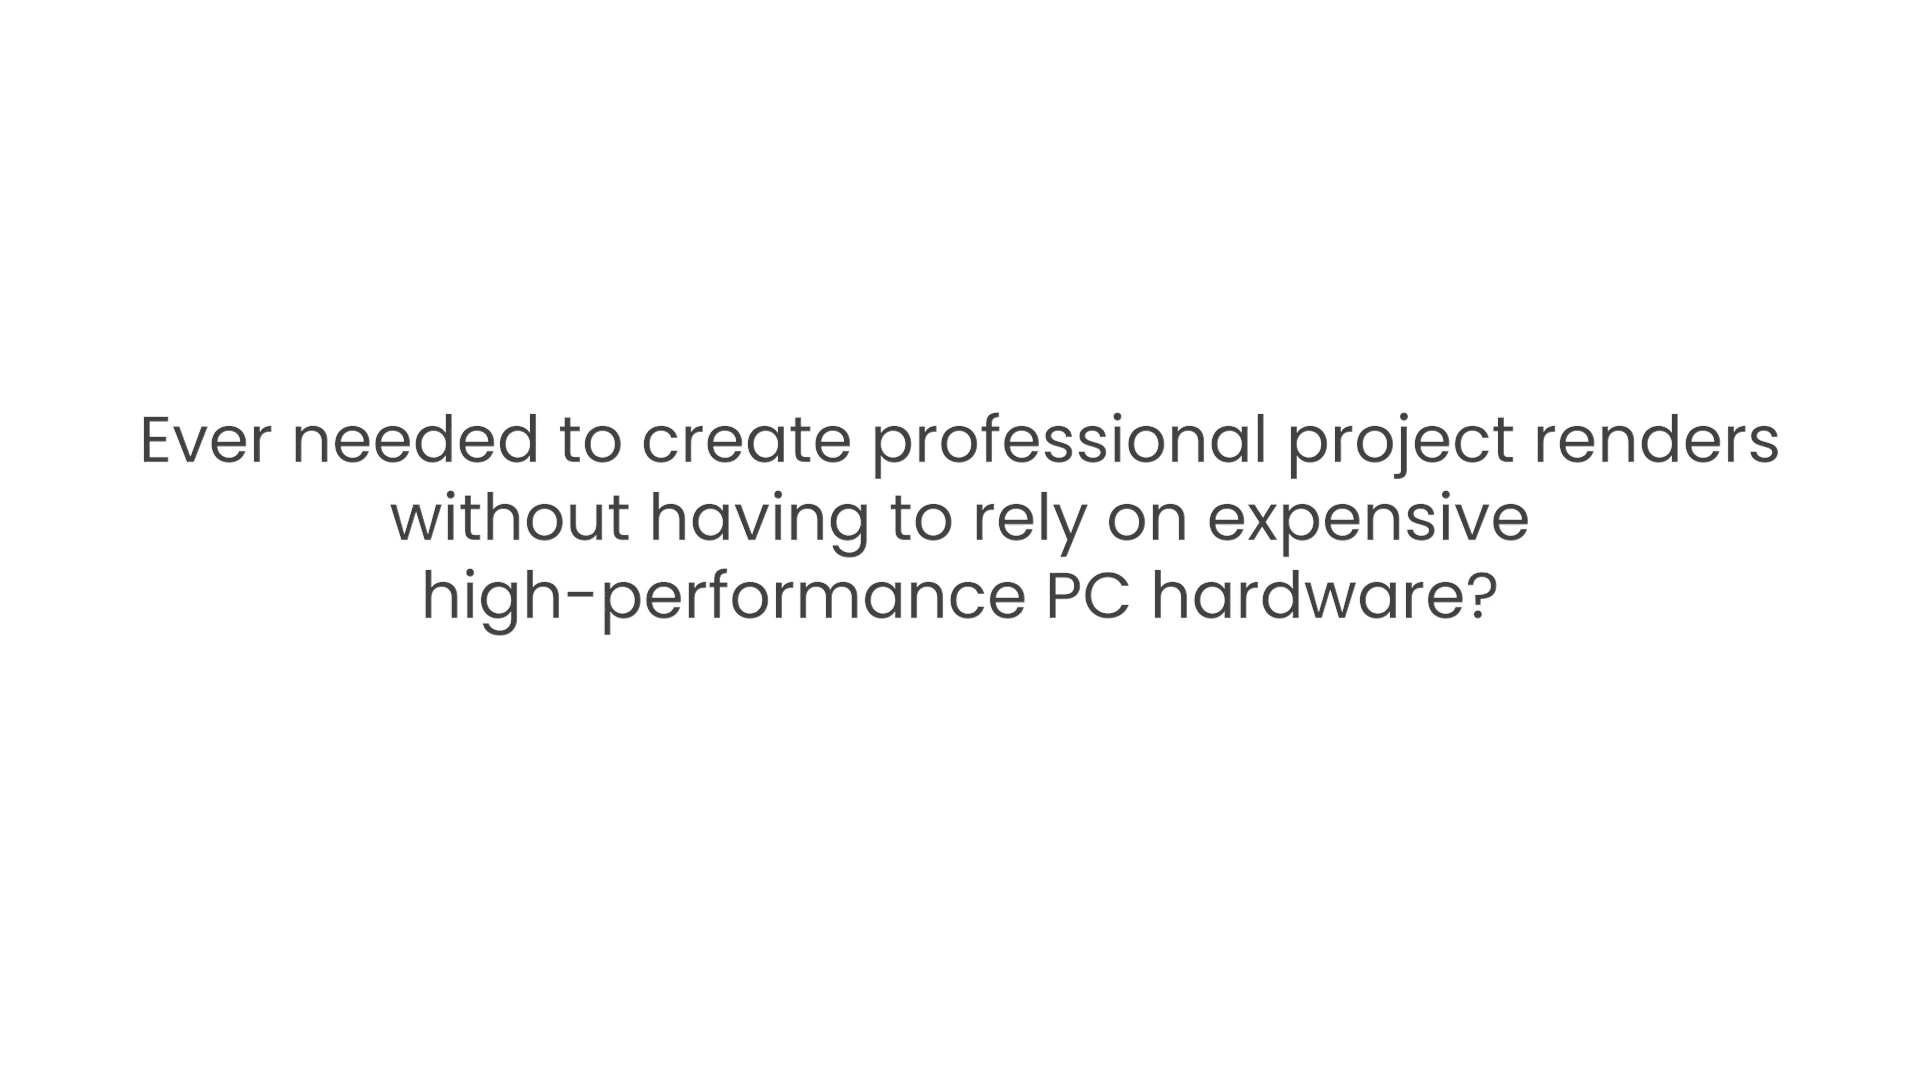 Ever needed to create professional project renders
without having to rely on expensive
high-performance PC hardware?